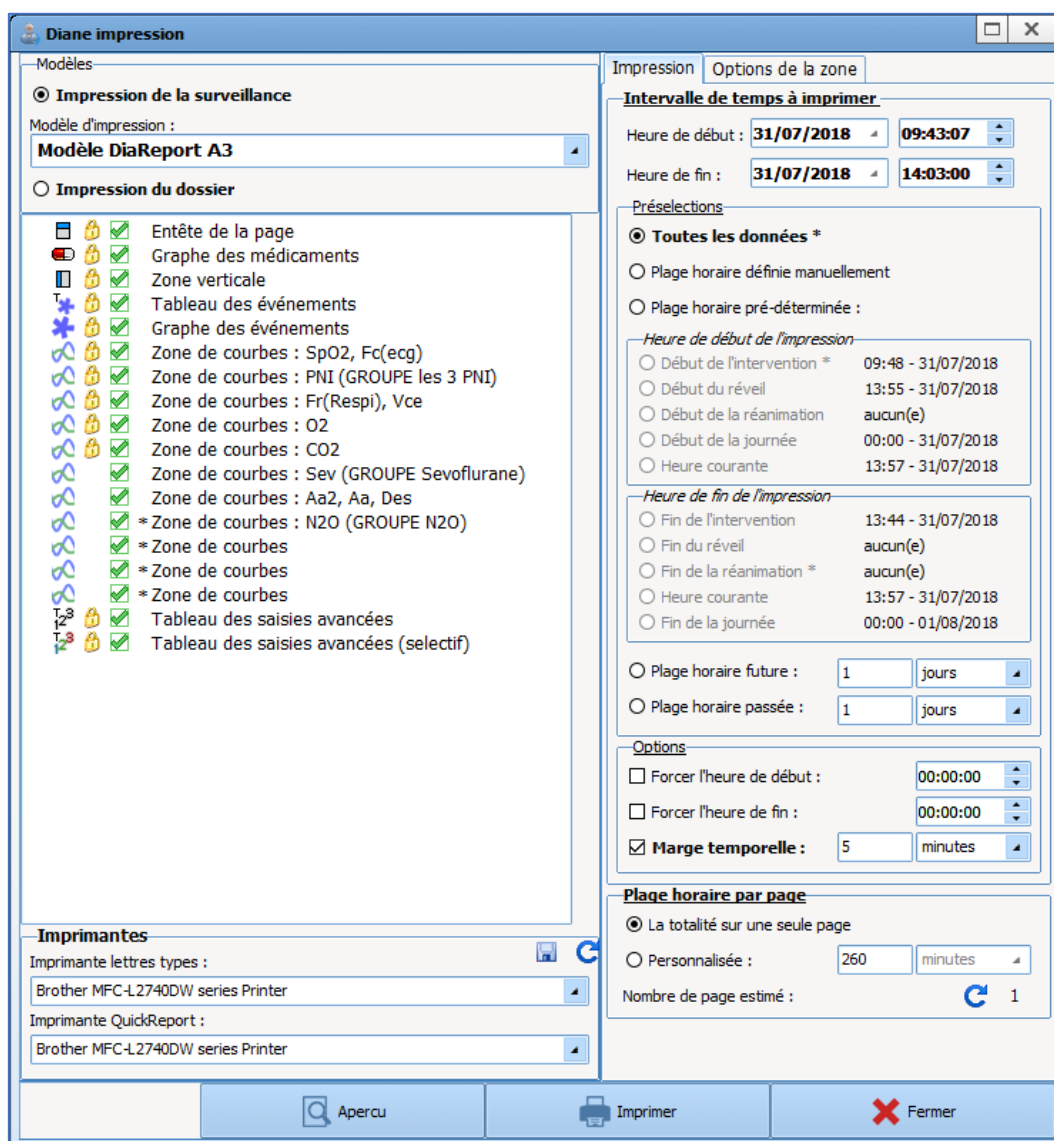 Diane impression
Modèles
Impression de la surveillance
Modèle d'impression :
Modèle DiaReport A3
Impression du dossier
Entête de la page
Graphe des médicaments
Zone verticale
Tableau des événements
Graphe des événements
Zone de courbes : SpO2, Fc(ecg)
Zone de courbes : PNI (GROUPE les 3 PNI)
Zone de courbes : Fr(Respi), Vce
Zone de courbes : O2
Zone de courbes : CO2
Zone de courbes : Sev (GROUPE Sevoflurane)
Zone de courbes : Aa2, Aa, Des
* Zone de courbes : N2O (GROUPE N2O)
* Zone de courbes
* Zone de courbes
* Zone de courbes
Tableau des saisies avancées
Tableau des saisies avancées (selectif)
Imprimantes
Imprimante lettres types :
Brother MFC-L2740DW series Printer
Imprimante QuickReport :
Brother MFC-L2740DW series Printer
Impression Options de la zone
Intervalle de temps à imprimer
Heure de début : 31/07/2018 09:43:07
Heure de fin : 31/07/2018 14:03:00
Préselections
Toutes les données *
Plage horaire définie manuellement
Plage horaire pré-déterminée :
Heure de début de l'impression
Début de l'intervention * 09:48 - 31/07/2018
Début du réveil 13:55 - 31/07/2018
Début de la réanimation aucun(e)
Début de la journée 00:00 - 31/07/2018
Heure courante 13:57 - 31/07/2018
Heure de fin de l'impression
Fin de l'intervention 13:44 - 31/07/2018
Fin du réveil aucun(e)
Fin de la réanimation * aucun(e)
Heure courante 13:57 - 31/07/2018
Fin de la journée 00:00 - 01/08/2018
Plage horaire future : 1 jours
Plage horaire passée : 1 jours
Options
Forcer l'heure de début : 00:00:00
Forcer l'heure de fin : 00:00:00
Marge temporelle : 5 minutes
Plage horaire par page
La totalité sur une seule page
Personnalisée : 260 minutes
Nombre de page estimé : 1
Apercu Imprimer Fermer